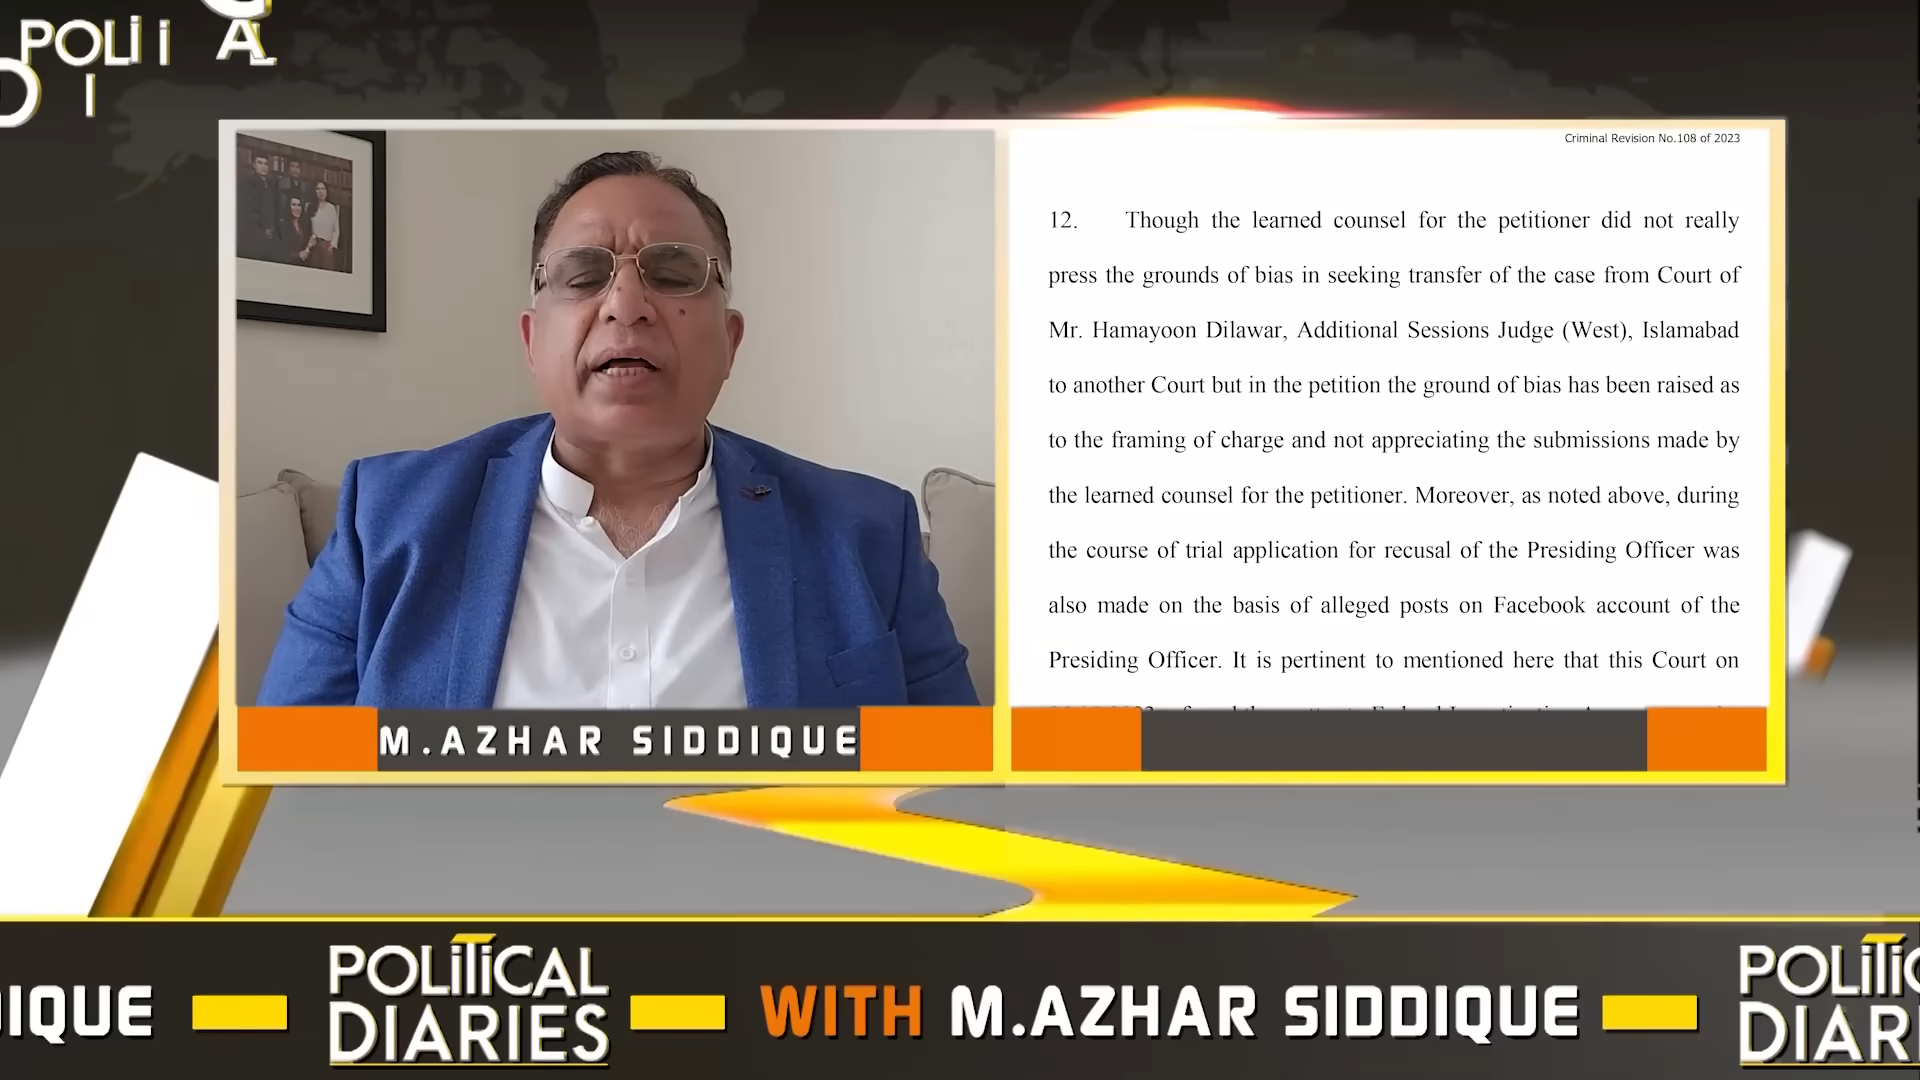 POLI
A
D I
Criminal Revision No.108 of 2023
12. Though the learned counsel for the petitioner did not really
press the grounds of bias in seeking transfer of the case from Court of
Mr. Hamayoon Dilawar, Additional Sessions Judge (West), Islamabad
to another Court but in the petition the ground of bias has been raised as
to the framing of charge and not appreciating the submissions made by
the learned counsel for the petitioner. Moreover, as noted above, during
the course of trial application for recusal of the Presiding Officer was
also made on the basis of alleged posts on Facebook account of the
Presiding Officer. It is pertinent to mentioned here that this Court on
M.AZHAR SIDDIQUE
DIQUE
POLITICAL
DIARIES
WITH M.AZHAR SIDDIQUE
POLITIC
DIARI